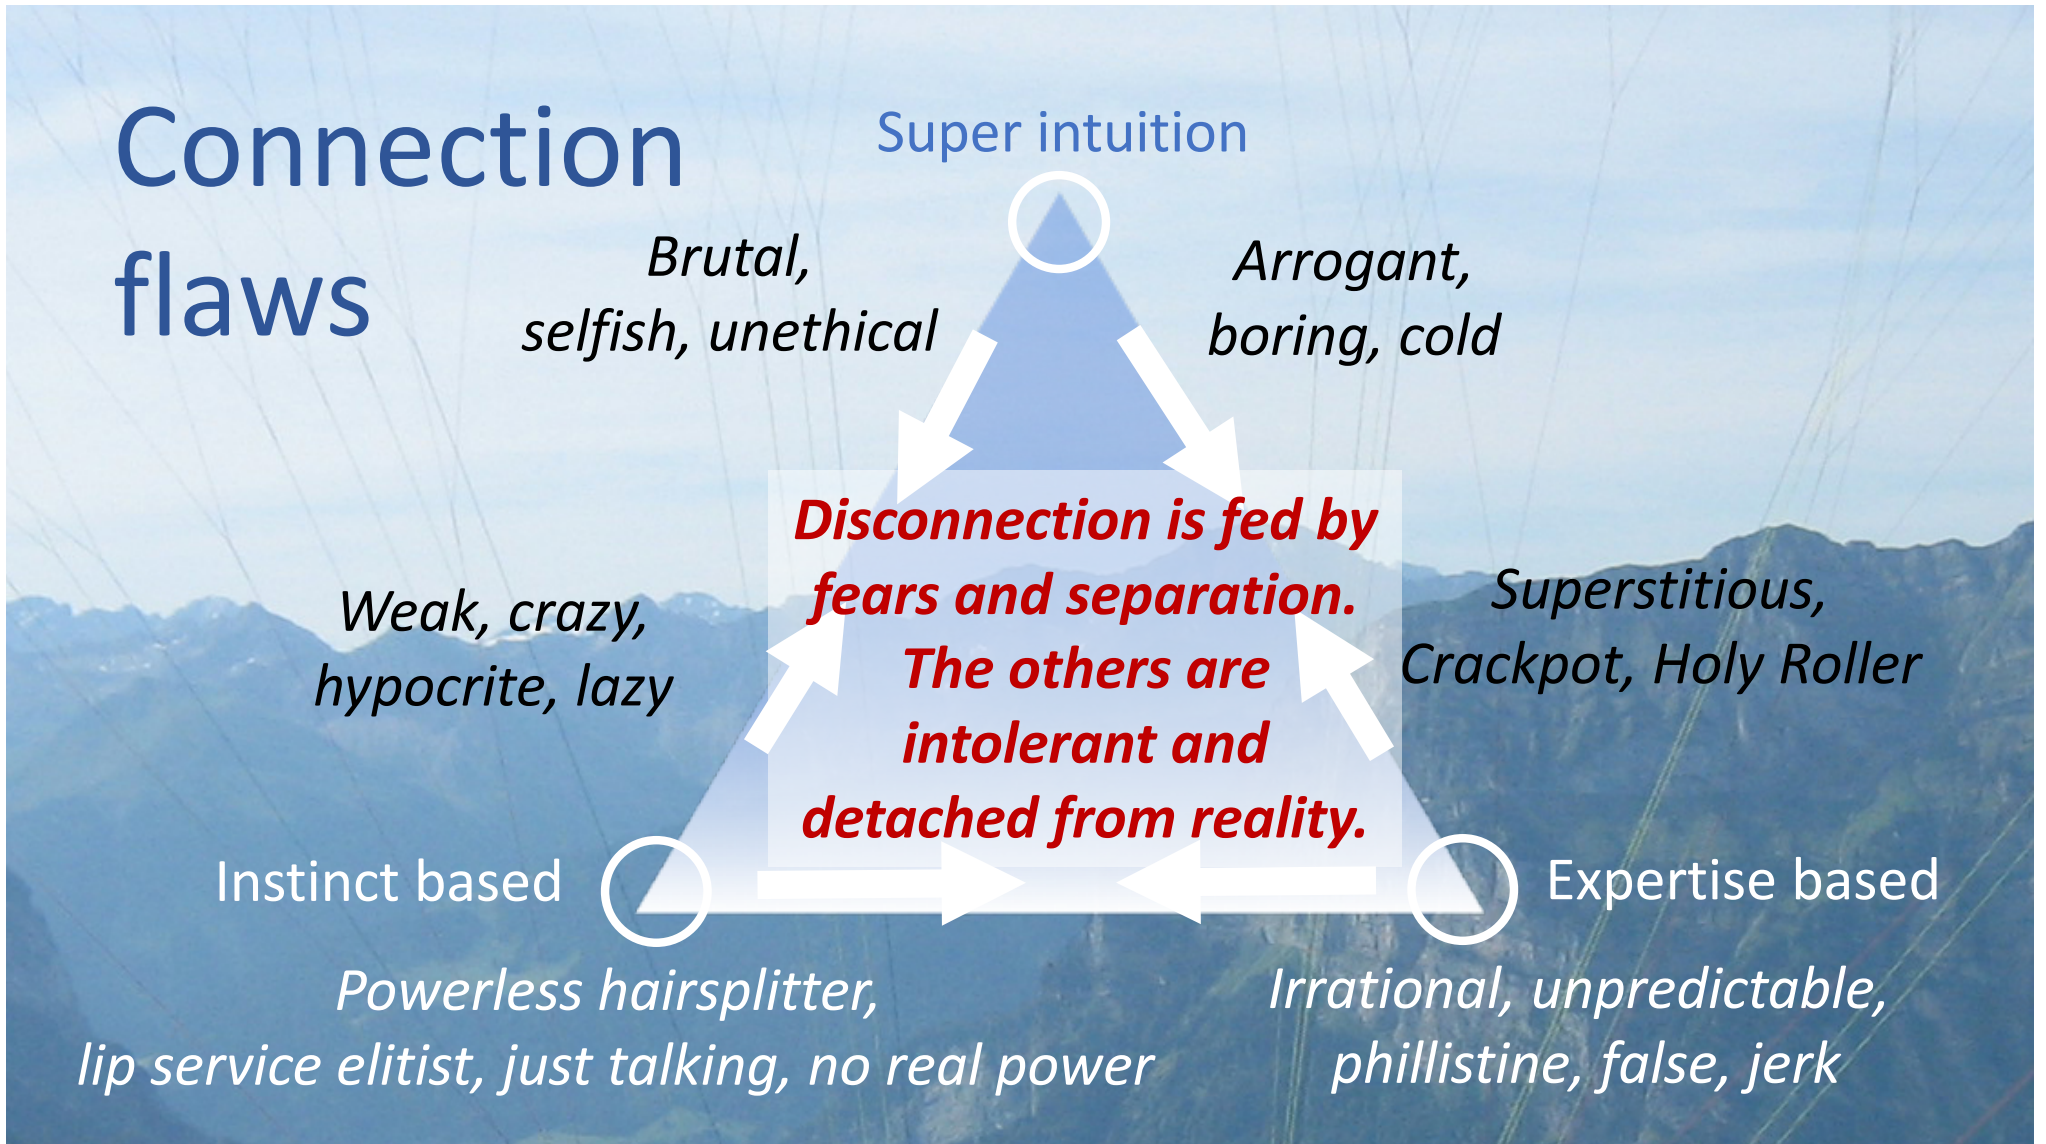 Connection
flaws
Super intuition
Brutal,
selfish, unethical
Arrogant,
boring, cold
Disconnection is fed by
fears and separation.
The others are
intolerant and
detached from reality.
Weak, crazy,
hypocrite, lazy
Superstitious,
Crackpot, Holy Roller
Instinct based
Expertise based
Powerless hairsplitter,
lip service elitist, just talking, no real power
Irrational, unpredictable,
phillistine, false, jerk